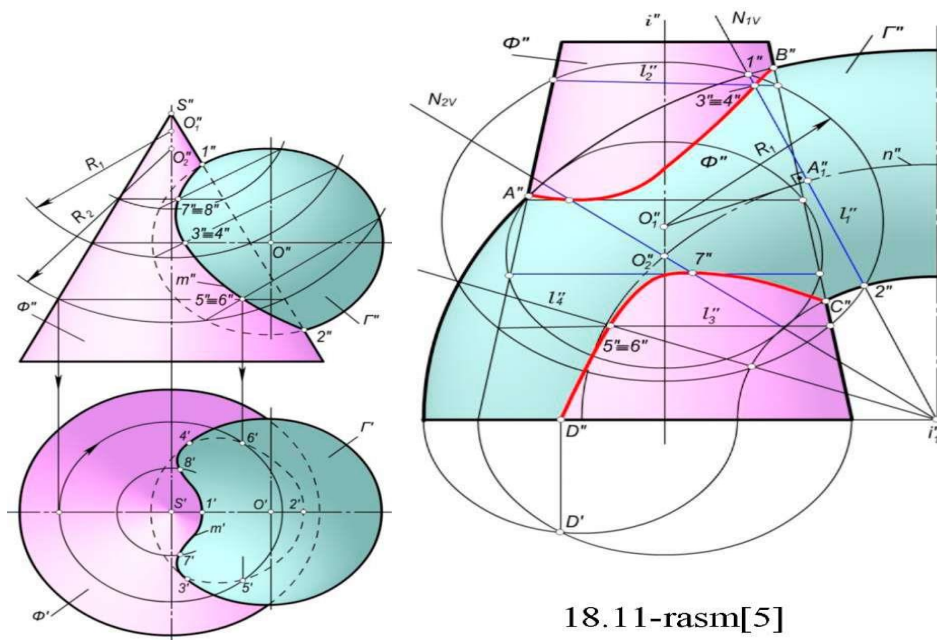 S"
O₁"
O₂"
1"
R₁
R₂
7"≡8"
3"≡4"
O"
m"
5"≡6"
Φ"
Γ"
4'
6'
Γ'
8'
S'
1'
O'
2'
m'
7'
3'
5'
Φ'
i"
N₁ᵥ
Φ"
l₂"
1"
B"
Γ"
3"≡4"
N₂ᵥ
Φ"
R₁
n"
A"
A₁"
O₁"
l₁"
O₂"
7"
2"
C"
l₄"
l₃"
5"≡6"
D"
i₁"
D'
18.11-rasm[5]